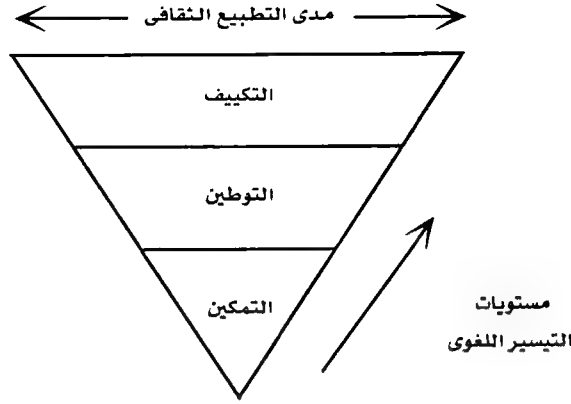 مدى التطبيع الثقافى
التكييف
التوطين
التمكين
مستويات
التيسير اللغوى